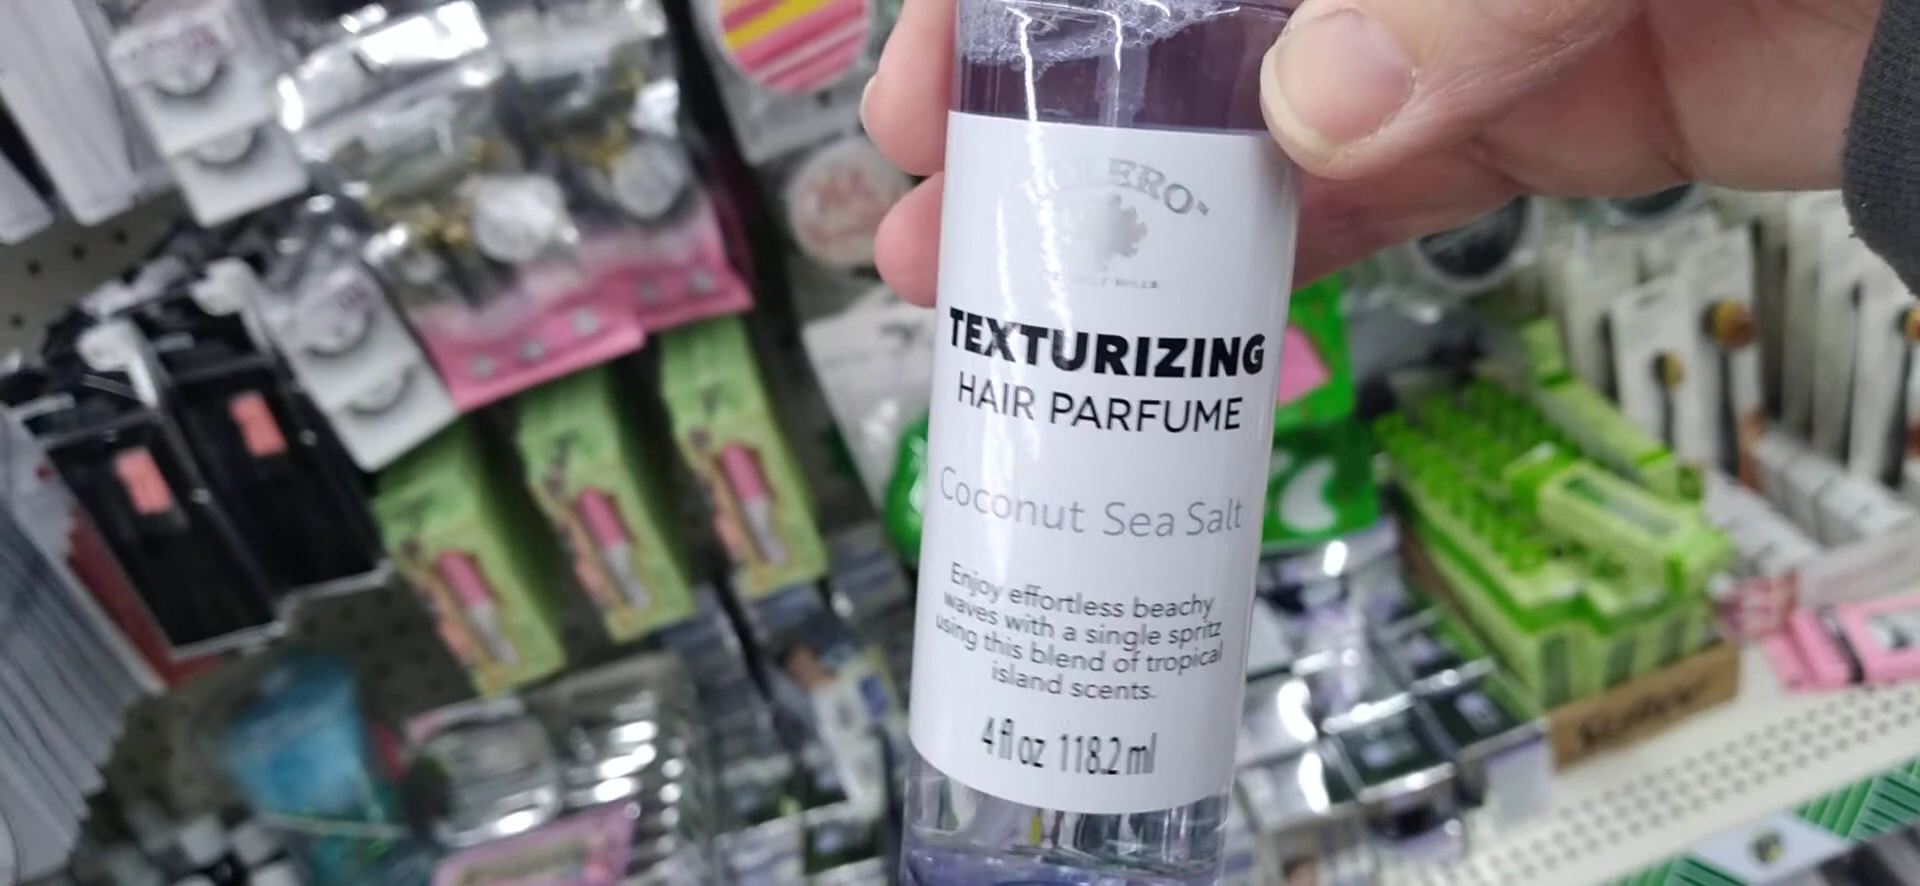 TEXTURIZING
HAIR PARFUME
Coconut Sea Salt
Enjoy effortless beachy
waves with a single spritz
using this blend of tropical
island scents.
4 fl oz 118.2 ml